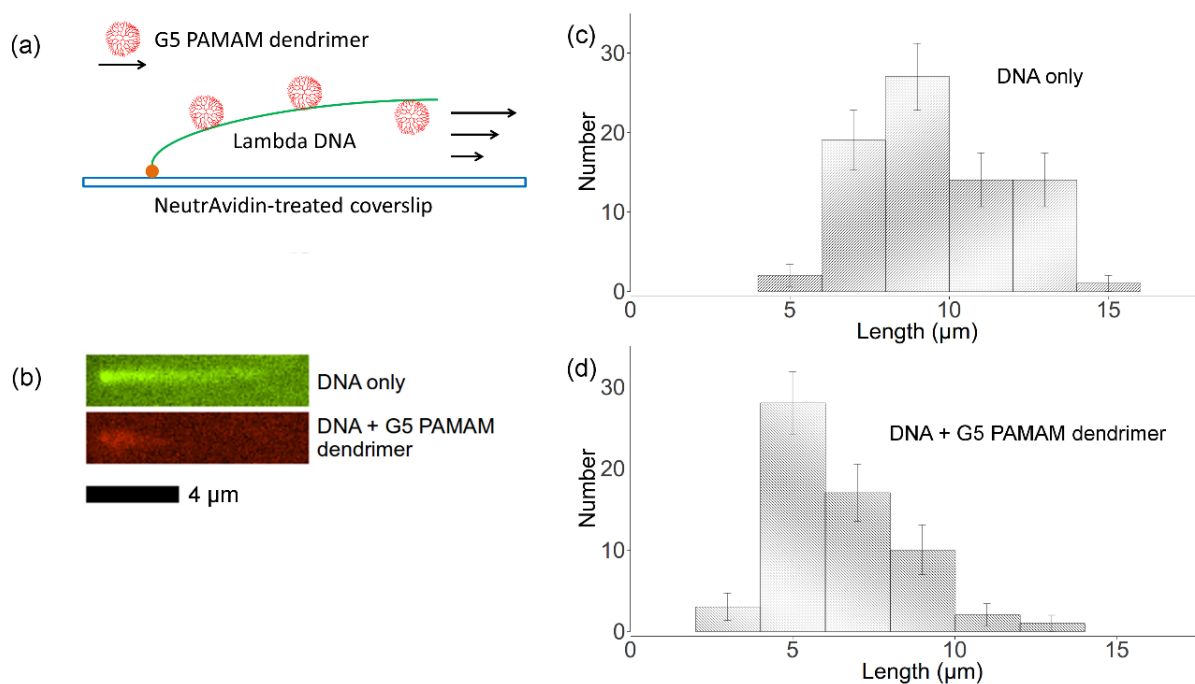 (a)
G5 PAMAM dendrimer
Lambda DNA
NeutrAvidin-treated coverslip
(b)
DNA only
DNA + G5 PAMAM
dendrimer
4 µm
(c)
DNA only
Number
30
20
10
0
0
5
10
15
Length (µm)
(d)
DNA + G5 PAMAM dendrimer
Number
30
20
10
0
0
5
10
15
Length (µm)